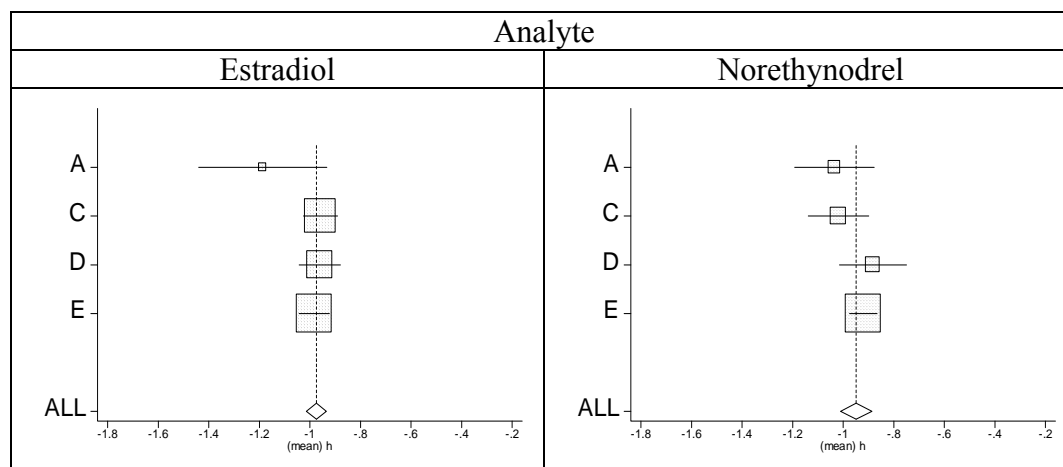 Analyte
Estradiol
Norethynodrel
A
C
D
E
ALL
-1.8 -1.6 -1.4 -1.2 -1 -.8 -.6 -.4 -.2
(mean) h
A
C
D
E
ALL
-1.8 -1.6 -1.4 -1.2 -1 -.8 -.6 -.4 -.2
(mean) h